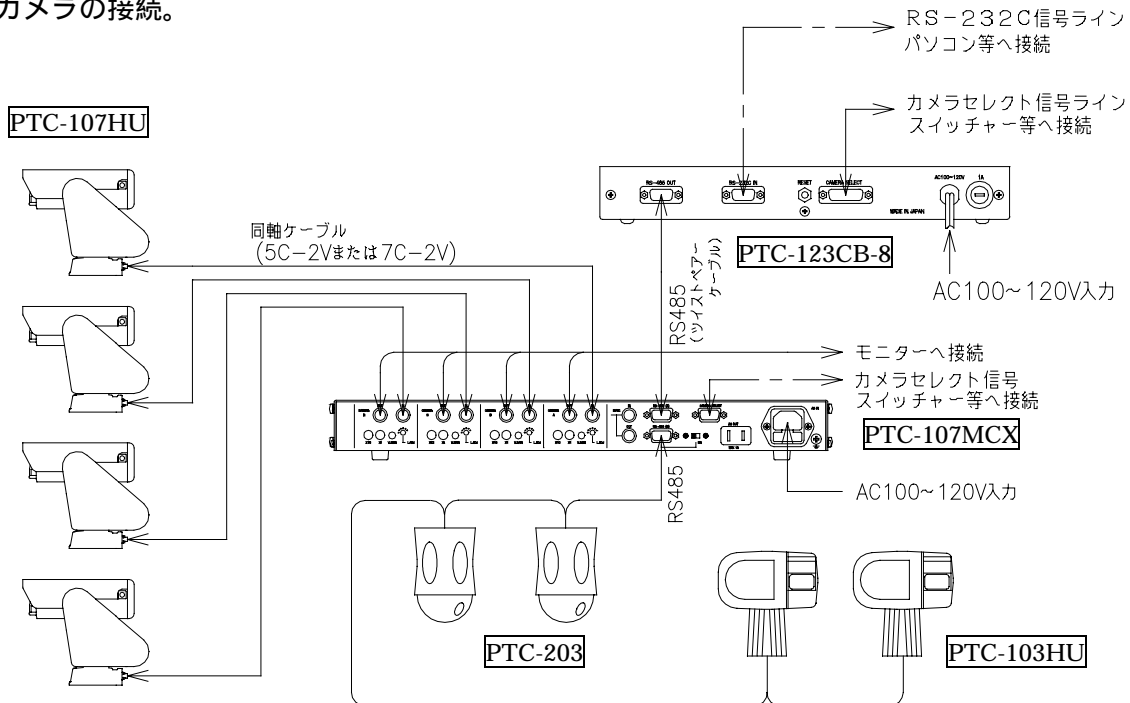 カメラの接続。
RS-232C信号ライン
パソコン等へ接続
PTC-107HU
カメラセレクト信号ライン
スイッチャー等へ接続
RS-485 OUT
RS-232C IN
RESET
CAMERA SELECT
AC100-120V
1A
MADE IN JAPAN
PTC-123CB-8
AC100~120V入力
同軸ケーブル
(5C-2Vまたは7C-2V)
RS485
(ツイストペアー
ケーブル)
モニターへ接続
カメラセレクト信号
スイッチャー等へ接続
PTC-107MCX
AC100~120V入力
RS485
PTC-203
PTC-103HU